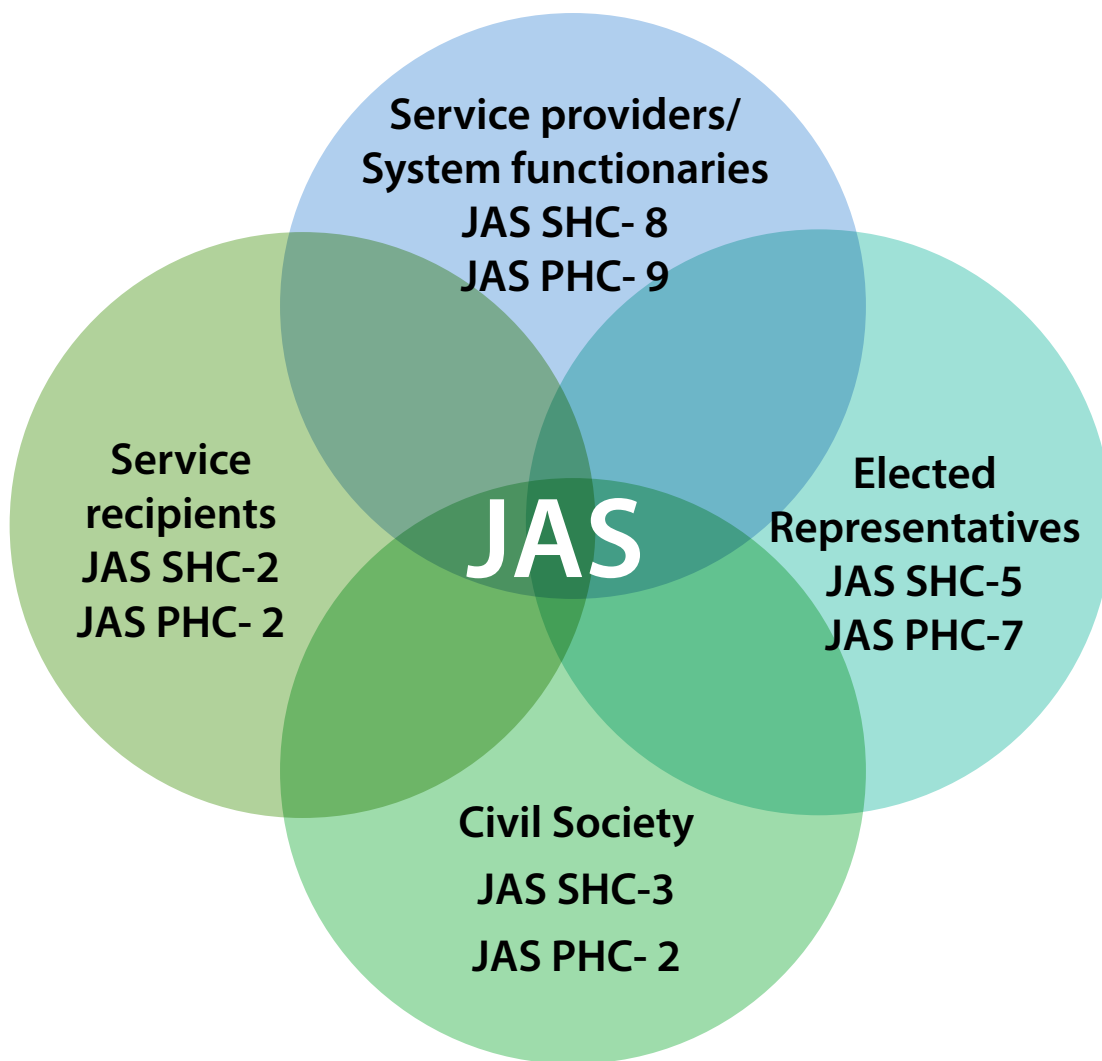 Service providers/
System functionaries
JAS SHC- 8
JAS PHC- 9
Service
recipients
JAS SHC-2
JAS PHC- 2
JAS
Elected
Representatives
JAS SHC-5
JAS PHC-7
Civil Society
JAS SHC-3
JAS PHC- 2